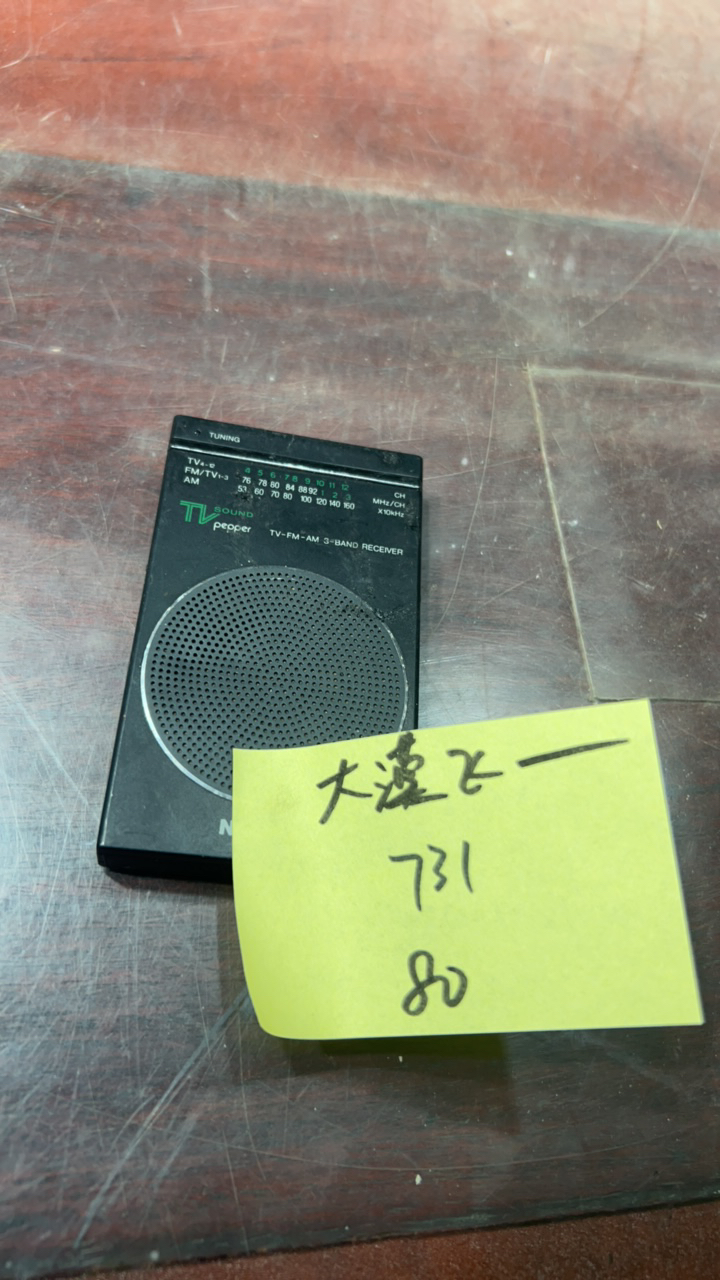 TUNING
TV4-12 4 5 6 7 8 9 10 11 12 CH
FM/TV1-3 76 78 80 84 88 92 1 2 3 MHz/CH
AM 53 60 70 80 100 120 140 160 X10kHz
TV SOUND
pepper TV-FM-AM 3-BAND RECEIVER
N
大 飞一
731
80